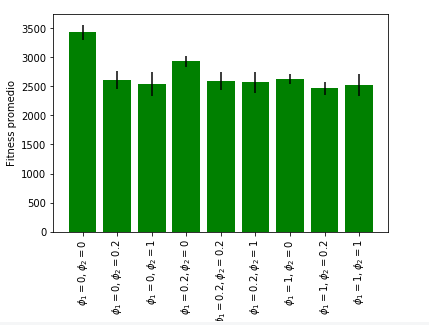 3500
3000
2500
2000
1500
1000
500
0
Fitness promedio
ϕ₁ = 0, ϕ₂ = 0
ϕ₁ = 0, ϕ₂ = 0.2
ϕ₁ = 0, ϕ₂ = 1
ϕ₁ = 0.2, ϕ₂ = 0
ϕ₁ = 0.2, ϕ₂ = 0.2
ϕ₁ = 0.2, ϕ₂ = 1
ϕ₁ = 1, ϕ₂ = 0
ϕ₁ = 1, ϕ₂ = 0.2
ϕ₁ = 1, ϕ₂ = 1